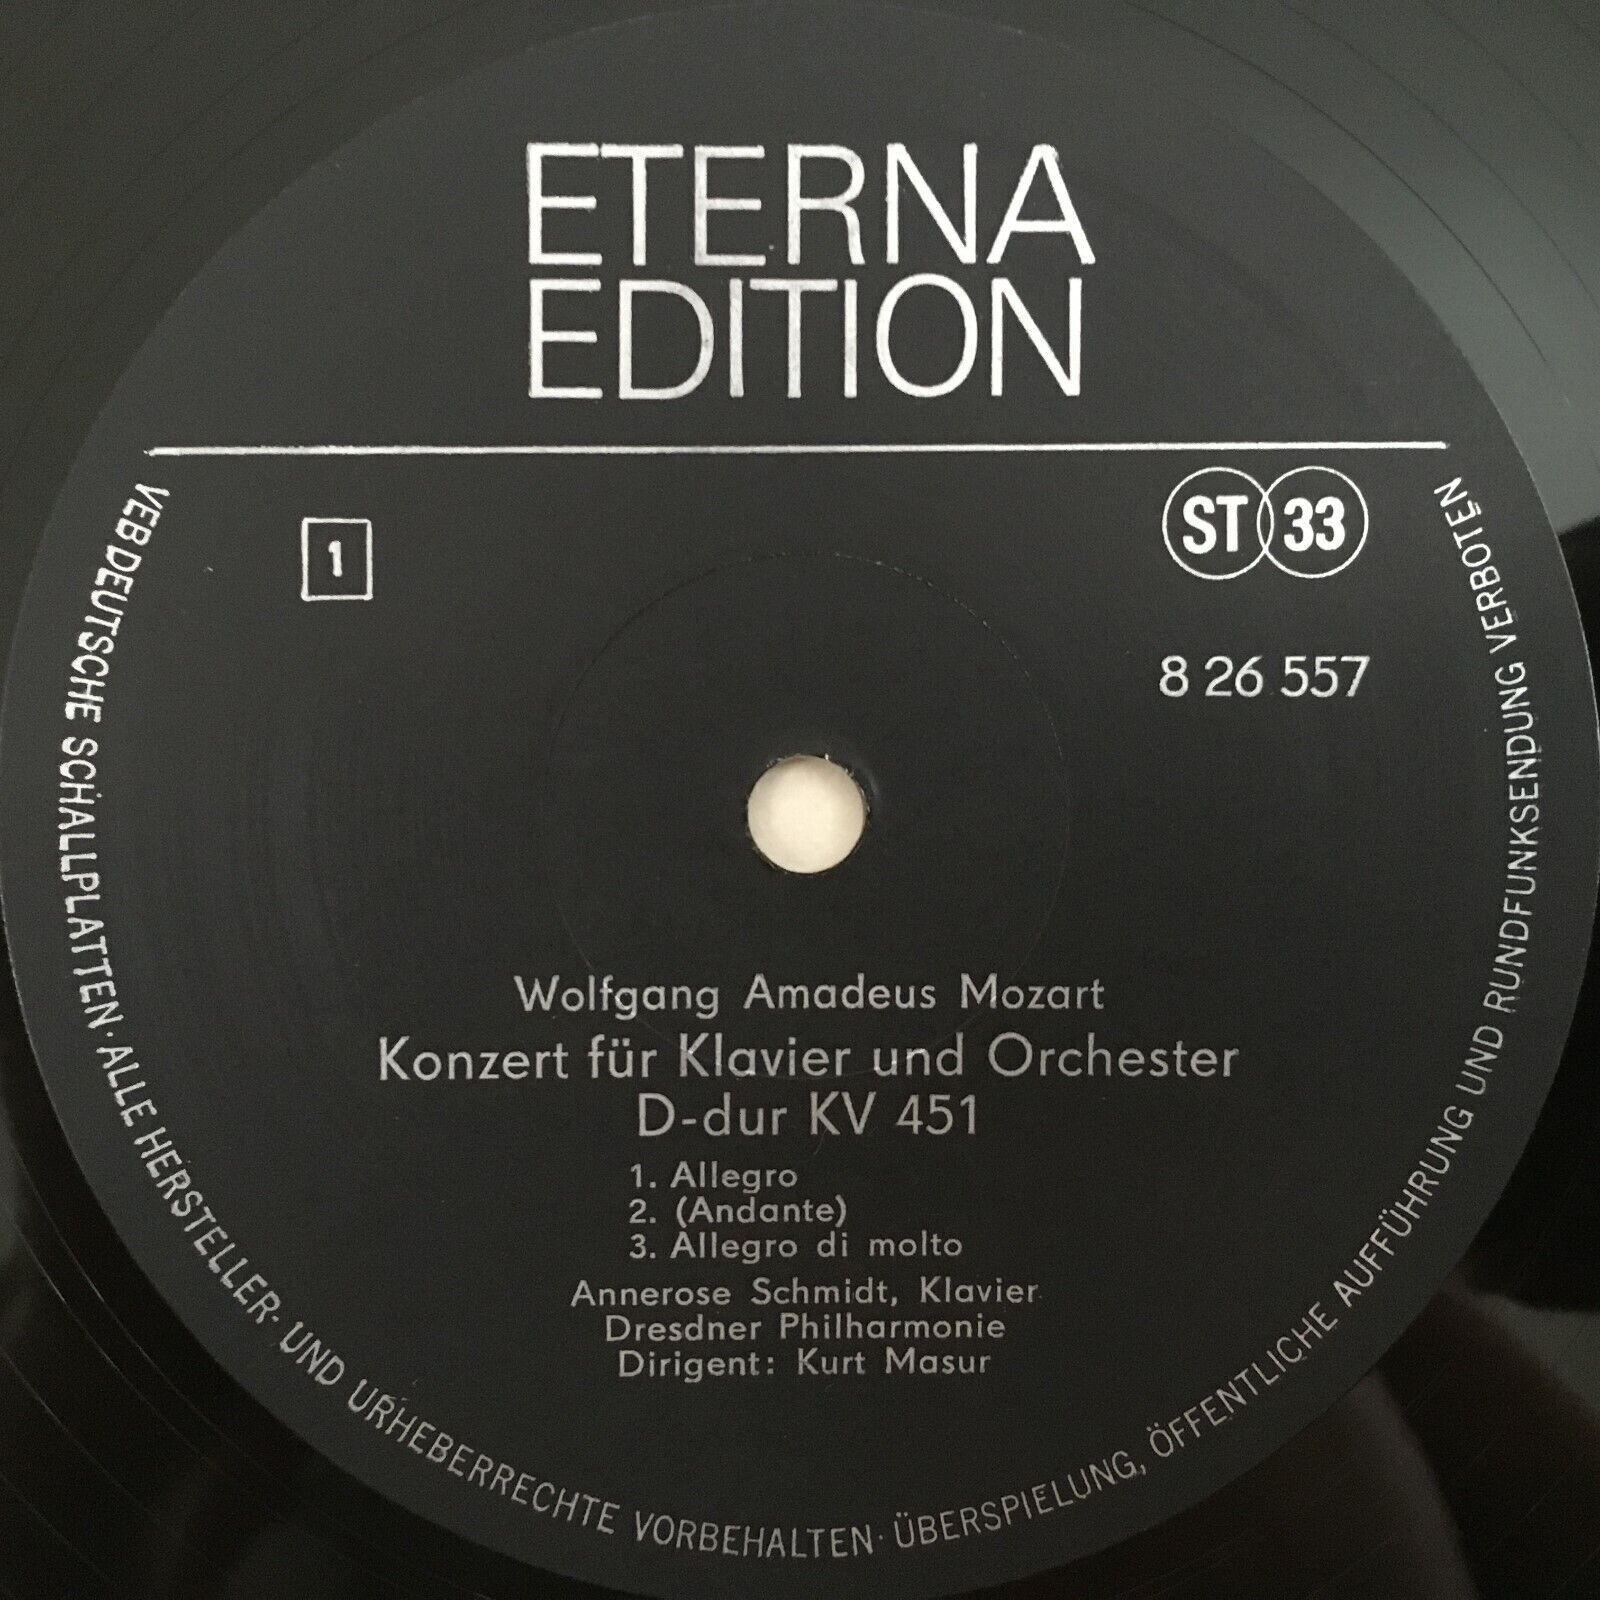 ETERNA
EDITION
1
ST 33
8 26 557
Wolfgang Amadeus Mozart
Konzert für Klavier und Orchester
D-dur KV 451
1. Allegro
2. (Andante)
3. Allegro di molto
Annerose Schmidt, Klavier
Dresdner Philharmonie
Dirigent: Kurt Masur
VEB DEUTSCHE SCHALLPLATTEN · ALLE HERSTELLER- UND URHEBERRECHTE VORBEHALTEN · ÜBERSPIELUNG, ÖFFENTLICHE AUFFÜHRUNG UND RUNDFUNKSENDUNG VERBOTEN